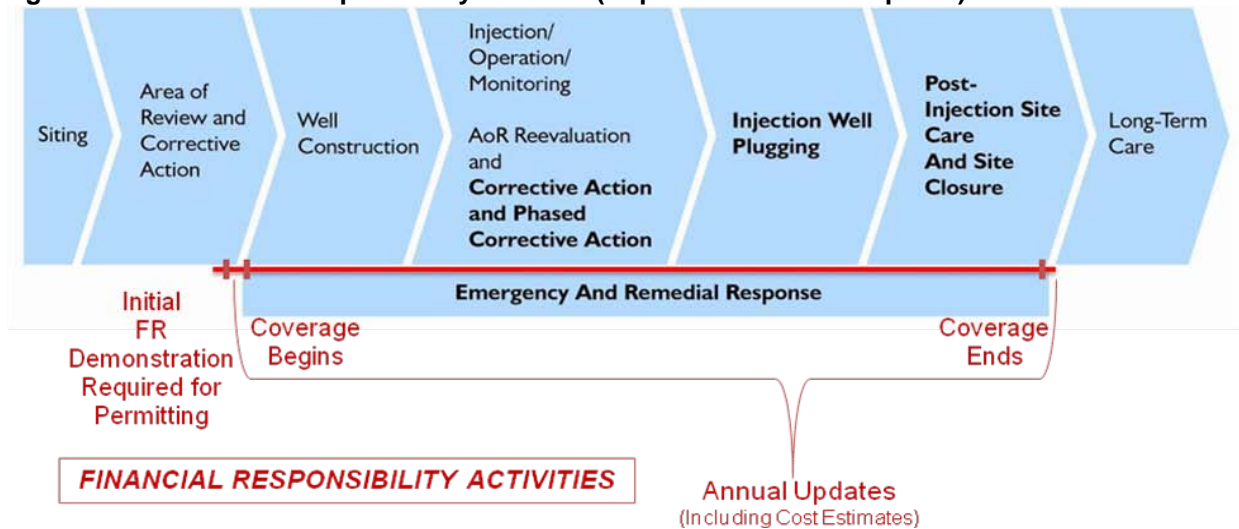 Siting
Area of
Review and
Corrective
Action
Well
Construction
Injection/
Operation/
Monitoring
AoR Reevaluation
and
Corrective Action
and Phased
Corrective Action
Injection Well
Plugging
Post-
Injection Site
Care
And Site
Closure
Long-Term
Care
Emergency And Remedial Response
Initial
FR
Demonstration
Required for
Permitting
Coverage
Begins
Coverage
Ends
FINANCIAL RESPONSIBILITY ACTIVITIES
Annual Updates
(Including Cost Estimates)